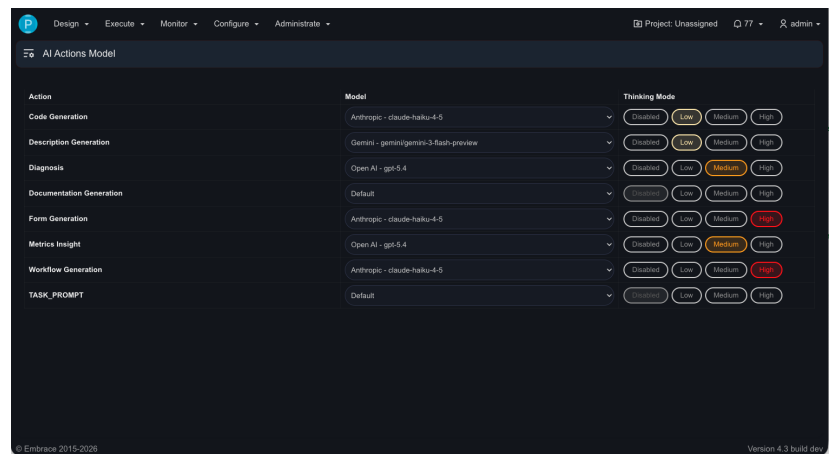 P Design Execute Monitor Configure Administrate Project: Unassigned 77 admin
AI Actions Model
Action Model Thinking Mode
Code Generation Anthropic - claude-haiku-4-5 Disabled Low Medium High
Description Generation Gemini - gemini/gemini-3-flash-preview Disabled Low Medium High
Diagnosis Open AI - gpt-5.4 Disabled Low Medium High
Documentation Generation Default Disabled Low Medium High
Form Generation Anthropic - claude-haiku-4-5 Disabled Low Medium High
Metrics Insight Open AI - gpt-5.4 Disabled Low Medium High
Workflow Generation Anthropic - claude-haiku-4-5 Disabled Low Medium High
TASK_PROMPT Default Disabled Low Medium High
© Embrace 2015-2026 Version 4.3 build dev